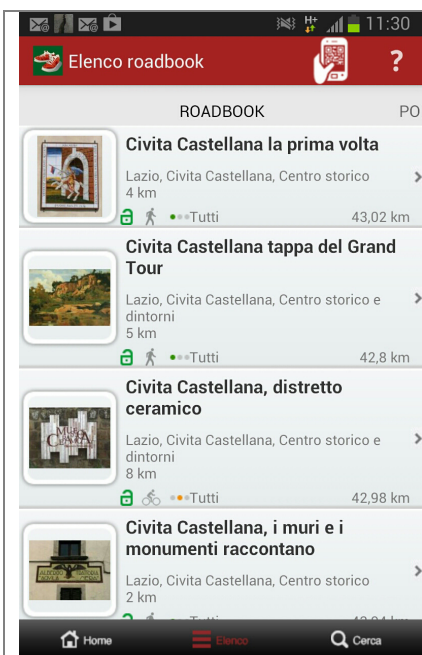 H+
11:30
Elenco roadbook
?
ROADBOOK
PO
Civita Castellana la prima volta
Lazio, Civita Castellana, Centro storico
4 km
Tutti
43,02 km
Civita Castellana tappa del Grand
Tour
Lazio, Civita Castellana, Centro storico e
dintorni
5 km
Tutti
42,8 km
Civita Castellana, distretto
ceramico
Lazio, Civita Castellana, Centro storico e
dintorni
8 km
Tutti
42,98 km
Civita Castellana, i muri e i
monumenti raccontano
Lazio, Civita Castellana, Centro storico
2 km
Home
Elenco
Cerca